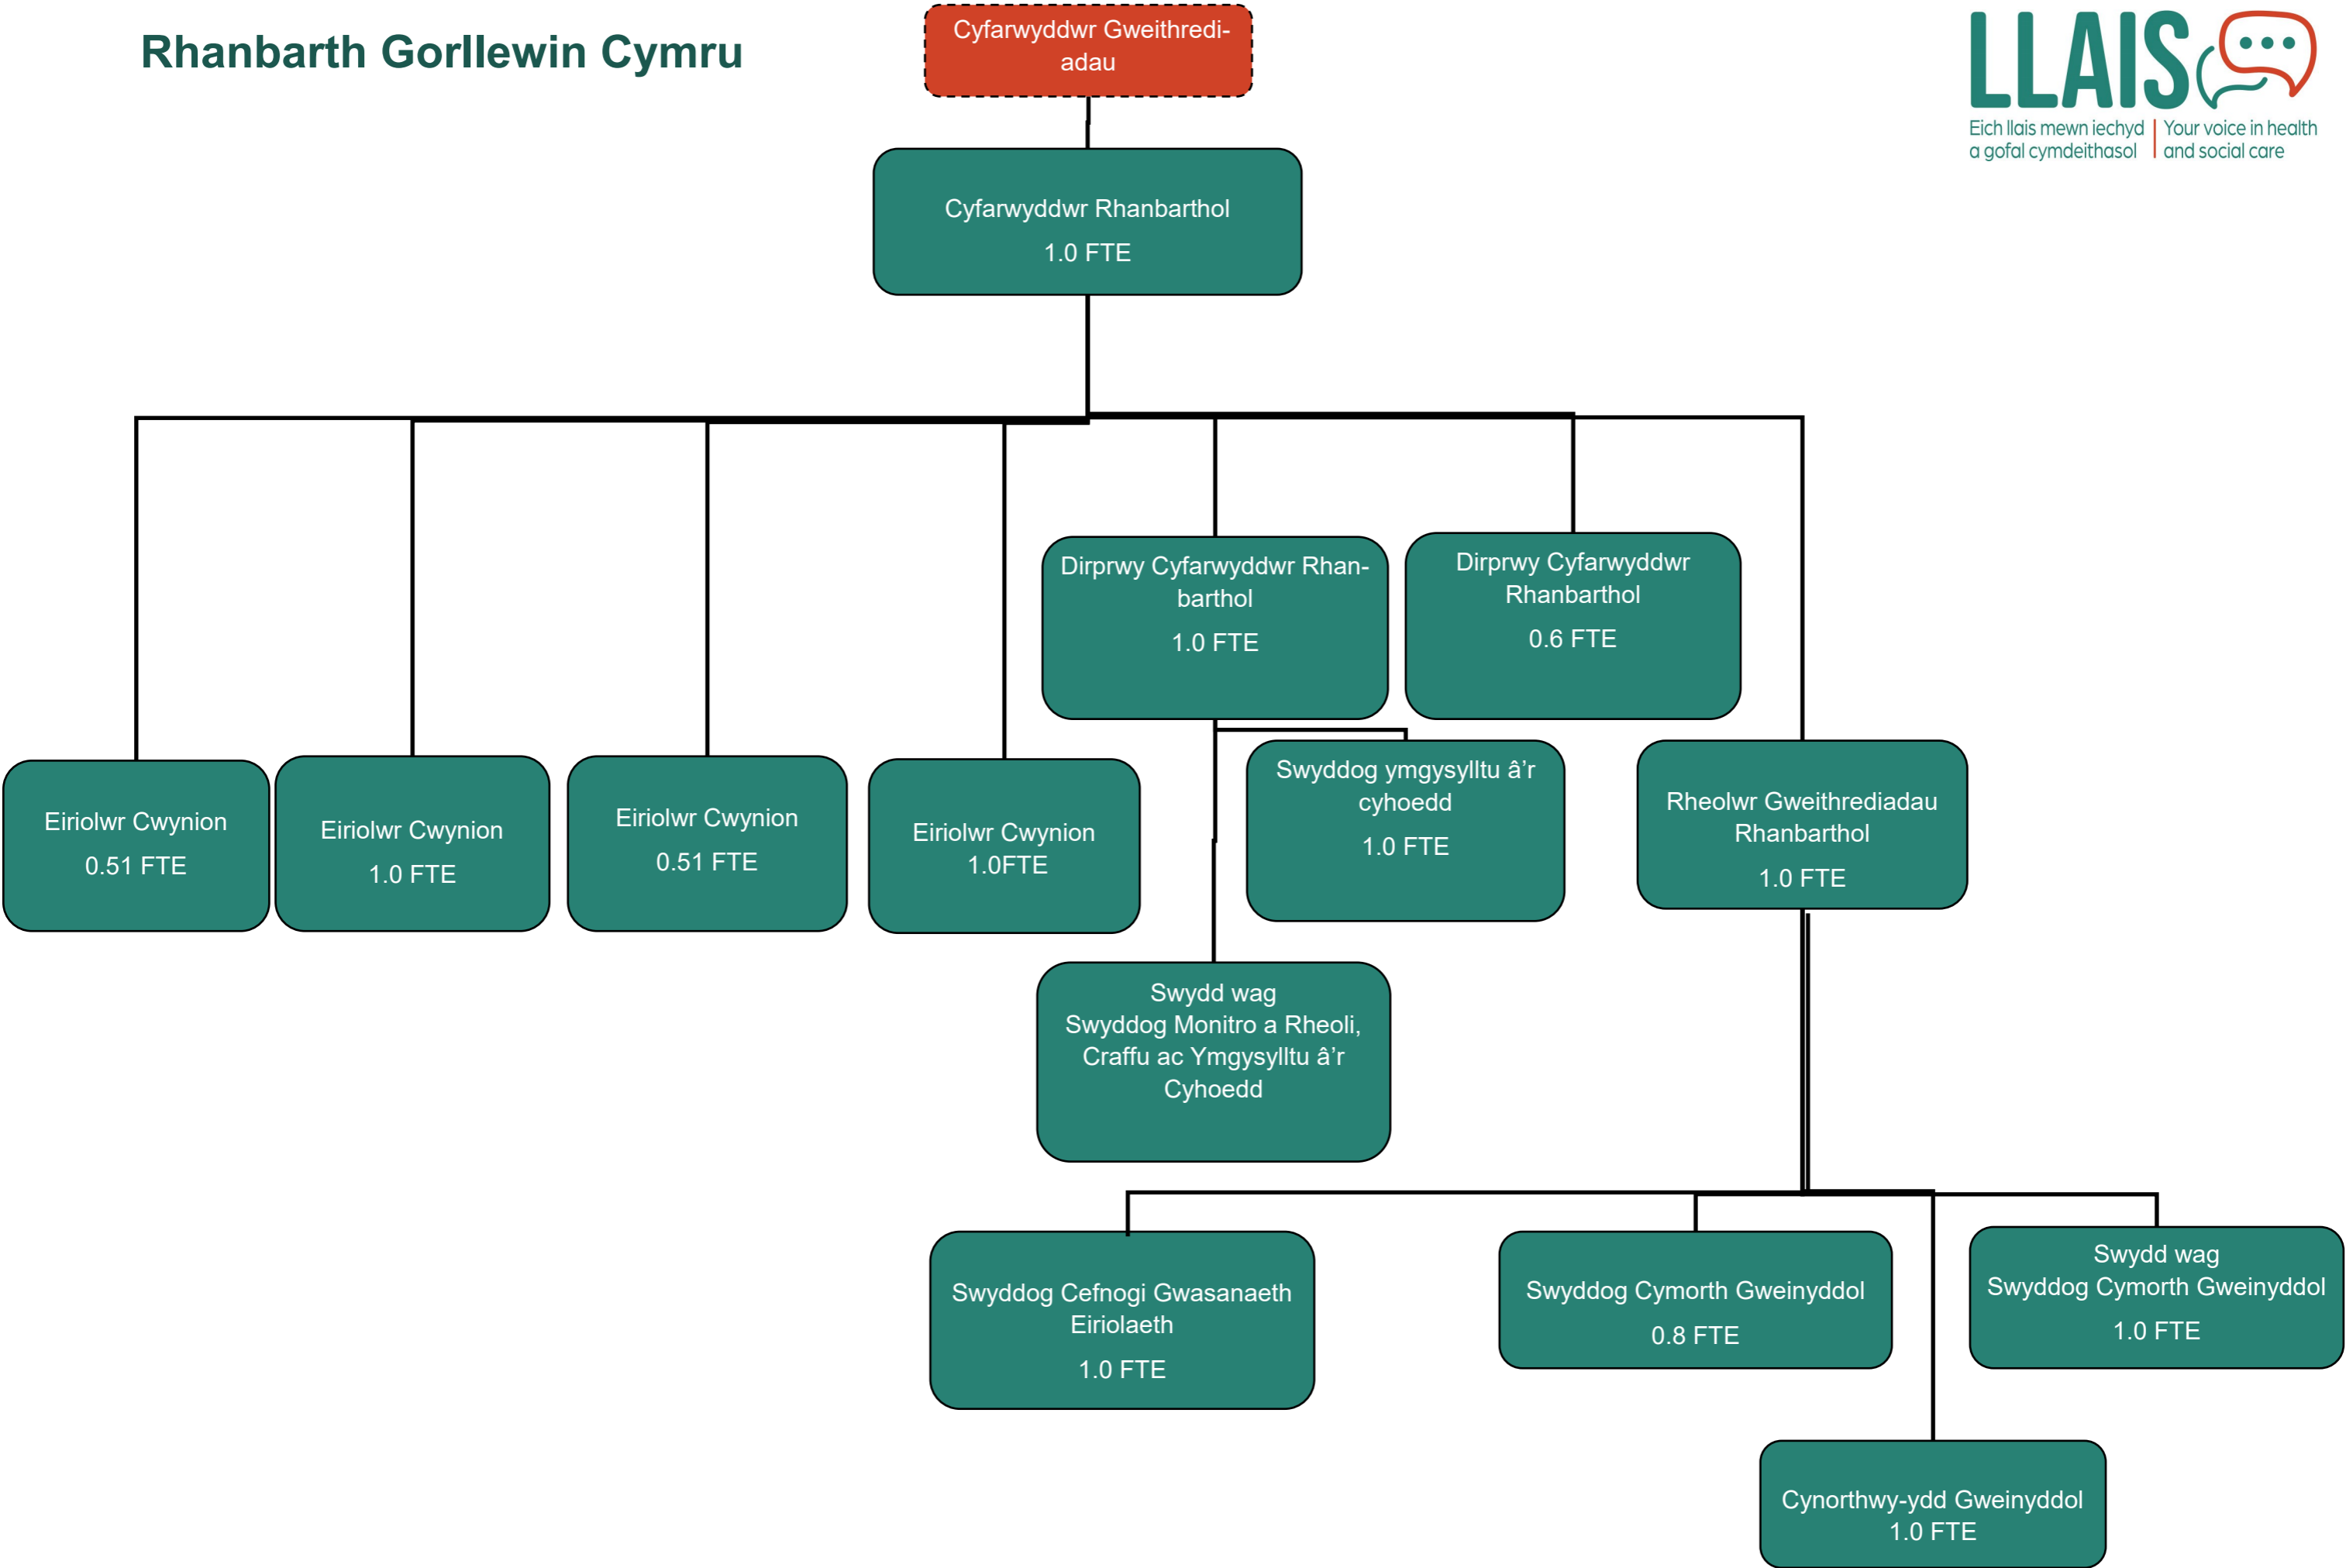 Rhanbarth Gorllewin Cymru
Cyfarwyddwr Gweithredi-
adau
LLAIS
Eich llais mewn iechyd
a gofal cymdeithasol
Your voice in health
and social care
Cyfarwyddwr Rhanbarthol
1.0 FTE
Dirprwy Cyfarwyddwr Rhan-
barthol
1.0 FTE
Dirprwy Cyfarwyddwr
Rhanbarthol
0.6 FTE
Eiriolwr Cwynion
0.51 FTE
Eiriolwr Cwynion
1.0 FTE
Eiriolwr Cwynion
0.51 FTE
Eiriolwr Cwynion
1.0FTE
Swyddog ymgysylltu â’r
cyhoedd
1.0 FTE
Rheolwr Gweithrediadau
Rhanbarthol
1.0 FTE
Swydd wag
Swyddog Monitro a Rheoli,
Craffu ac Ymgysylltu â’r
Cyhoedd
Swyddog Cefnogi Gwasanaeth
Eiriolaeth
1.0 FTE
Swyddog Cymorth Gweinyddol
0.8 FTE
Swydd wag
Swyddog Cymorth Gweinyddol
1.0 FTE
Cynorthwy-ydd Gweinyddol
1.0 FTE